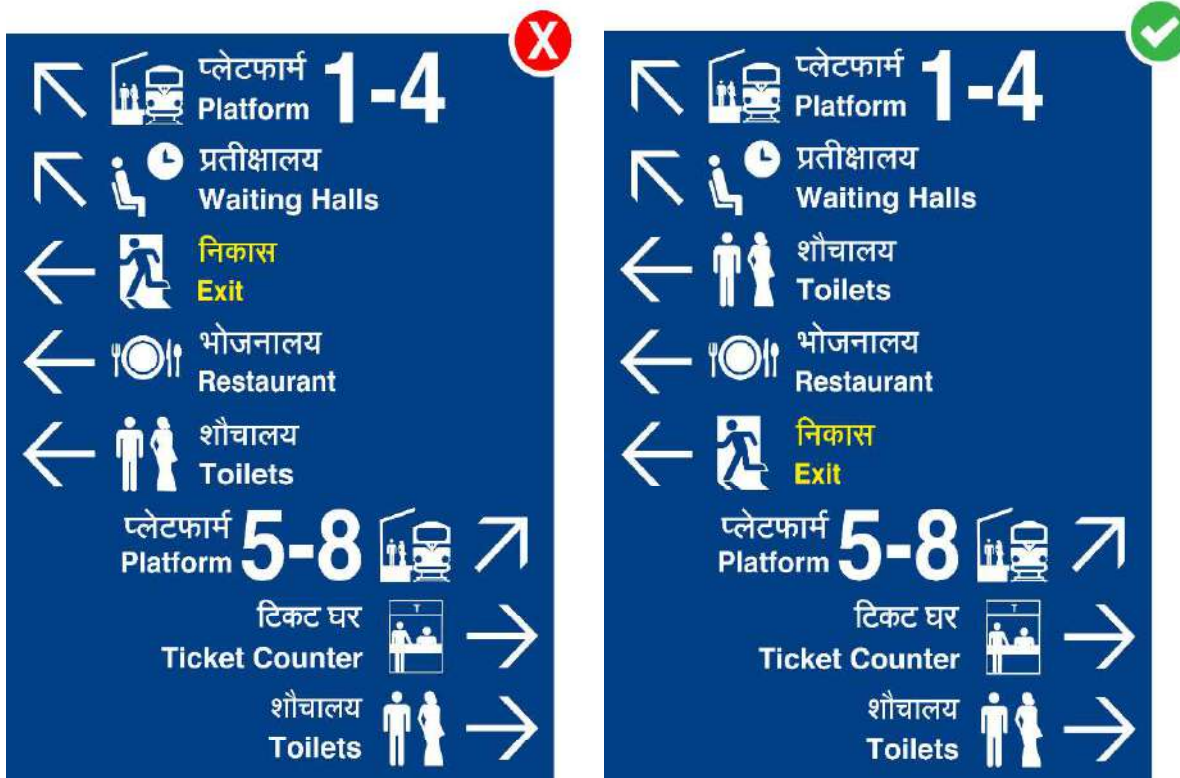 X
प्लेटफार्म
Platform 1-4
प्रतीक्षालय
Waiting Halls
निकास
Exit
भोजनालय
Restaurant
शौचालय
Toilets
प्लेटफार्म
Platform 5-8
टिकट घर
T
Ticket Counter
शौचालय
Toilets
प्लेटफार्म
Platform 1-4
प्रतीक्षालय
Waiting Halls
शौचालय
Toilets
भोजनालय
Restaurant
निकास
Exit
प्लेटफार्म
Platform 5-8
टिकट घर
T
Ticket Counter
शौचालय
Toilets